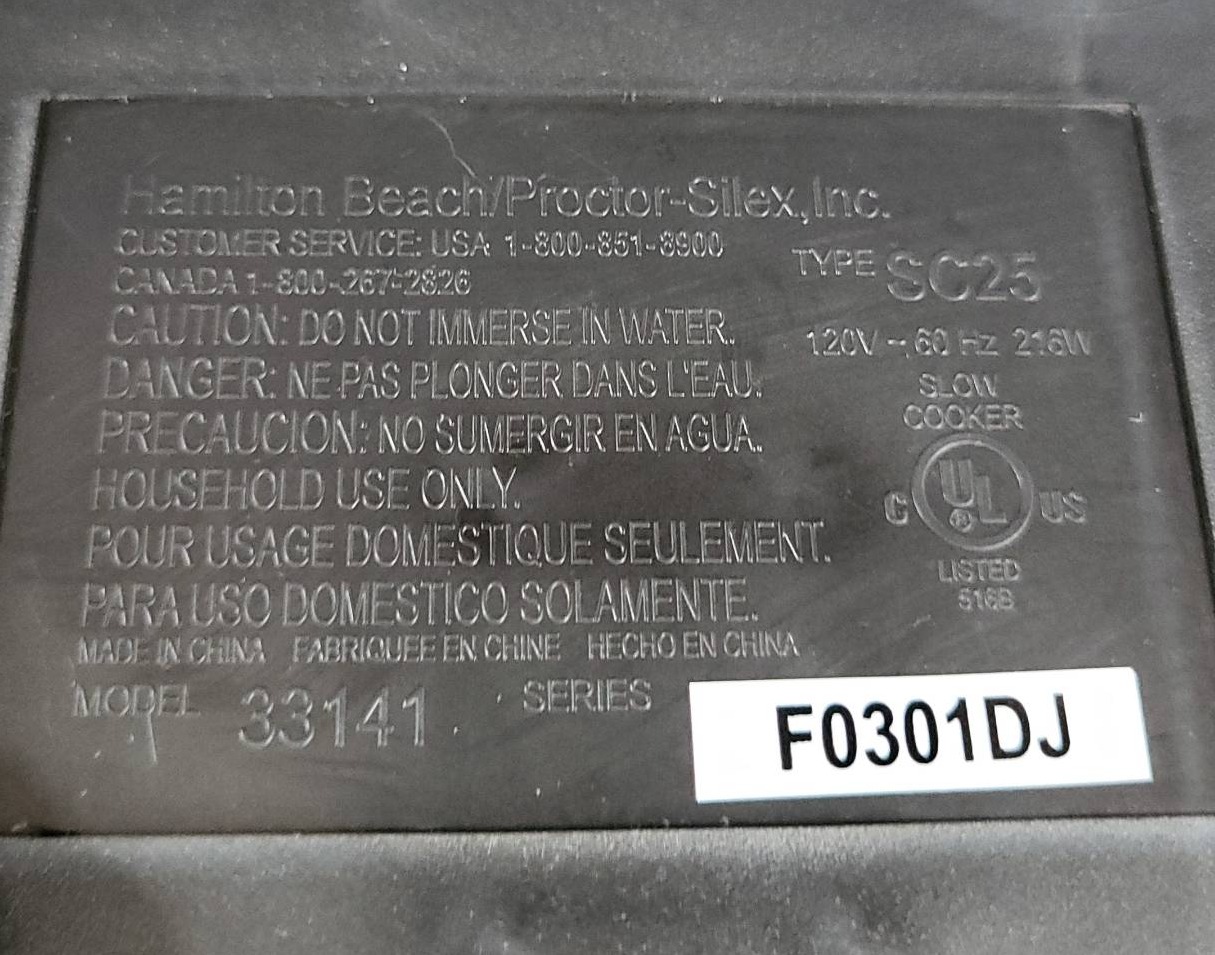 Hamilton Beach/Proctor-Silex, Inc.
CUSTOMER SERVICE: USA 1-800-851-8900
CANADA 1-800-267-2826
CAUTION: DO NOT IMMERSE IN WATER.
DANGER: NE PAS PLONGER DANS L'EAU.
PRECAUCION: NO SUMERGIR EN AGUA.
HOUSEHOLD USE ONLY.
POUR USAGE DOMESTIQUE SEULEMENT.
PARA USO DOMESTICO SOLAMENTE.
MADE IN CHINA FABRIQUEE EN CHINE HECHO EN CHINA
MODEL 33141 SERIES F0301DJ
TYPE SC25
120V ~ 60 Hz 216W
SLOW
COOKER
C UL® US
LISTED
516B